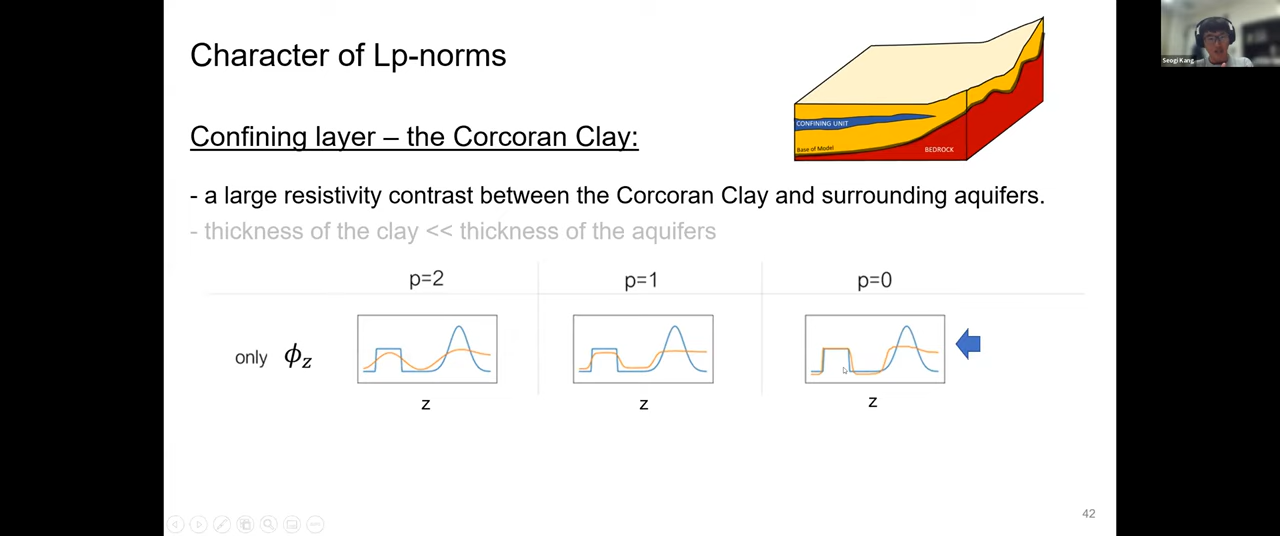 Character of Lp-norms
Seogi Kang
CONFINING UNIT
Base of Model
BEDROCK
Confining layer – the Corcoran Clay:
- a large resistivity contrast between the Corcoran Clay and surrounding aquifers.
- thickness of the clay << thickness of the aquifers
p=2
p=1
p=0
only ϕz
z
z
z
42